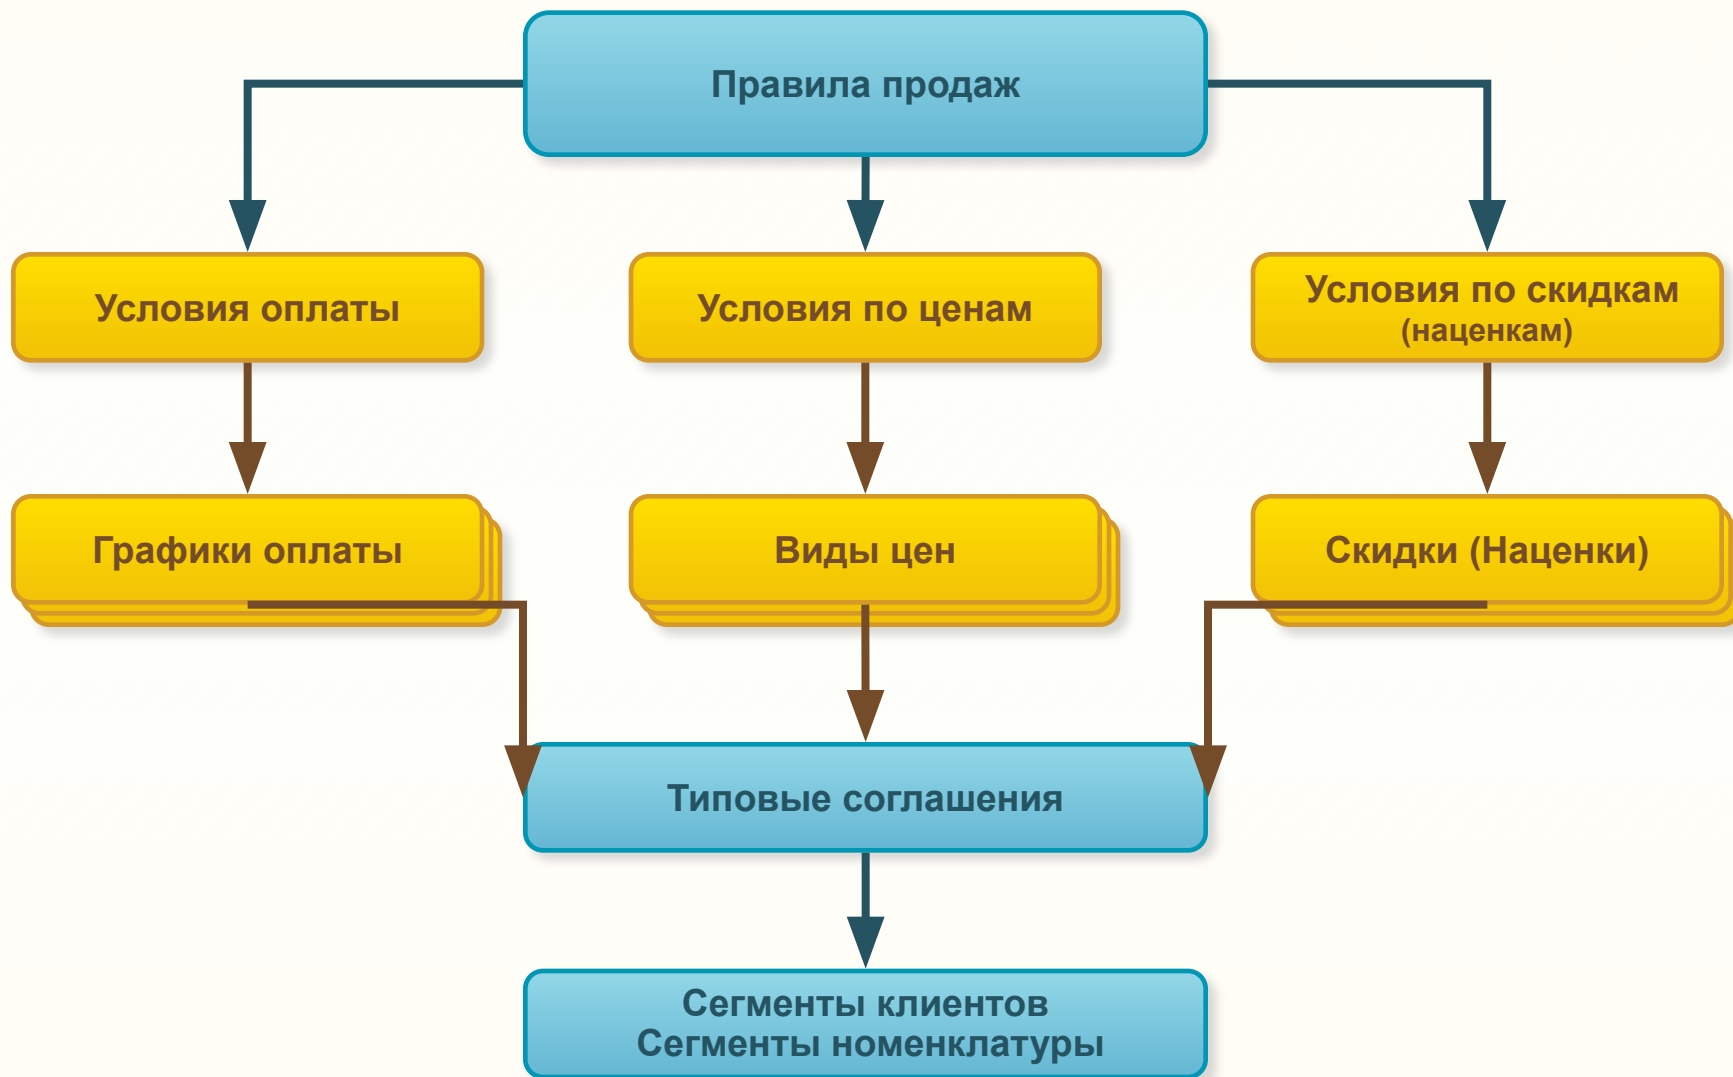 Правила продаж
Условия оплаты
Условия по ценам
Условия по скидкам
(наценкам)
Графики оплаты
Виды цен
Скидки (Наценки)
Типовые соглашения
Сегменты клиентов
Сегменты номенклатуры